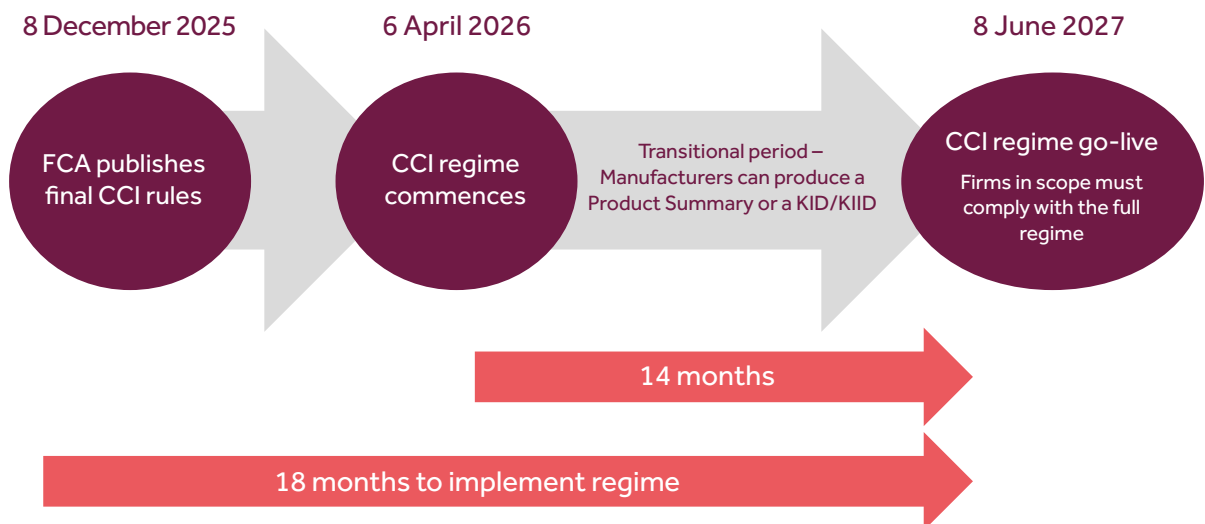 8 December 2025
6 April 2026
8 June 2027
FCA publishes
final CCI rules
CCI regime
commences
Transitional period –
Manufacturers can produce a
Product Summary or a KID/KIID
CCI regime go-live
Firms in scope must
comply with the full
regime
14 months
18 months to implement regime